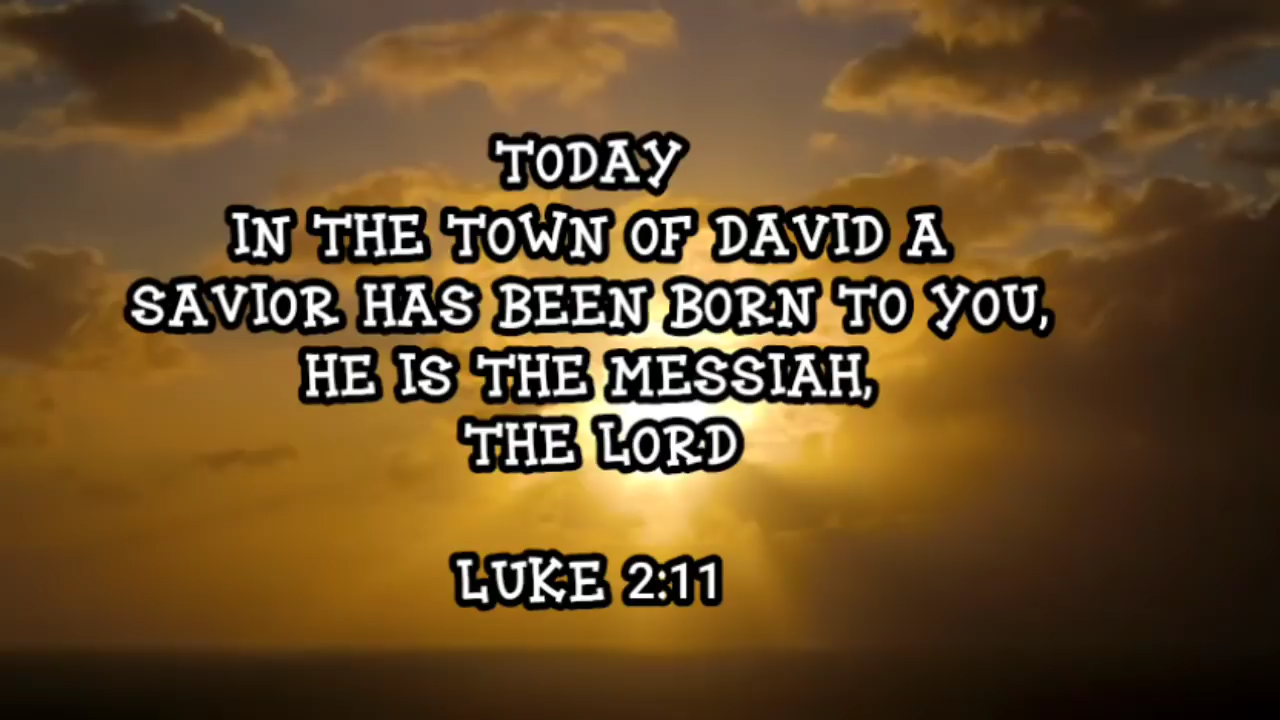 TODAY
IN THE TOWN OF DAVID A
SAVIOR HAS BEEN BORN TO YOU,
HE IS THE MESSIAH,
THE LORD
LUKE 2:11